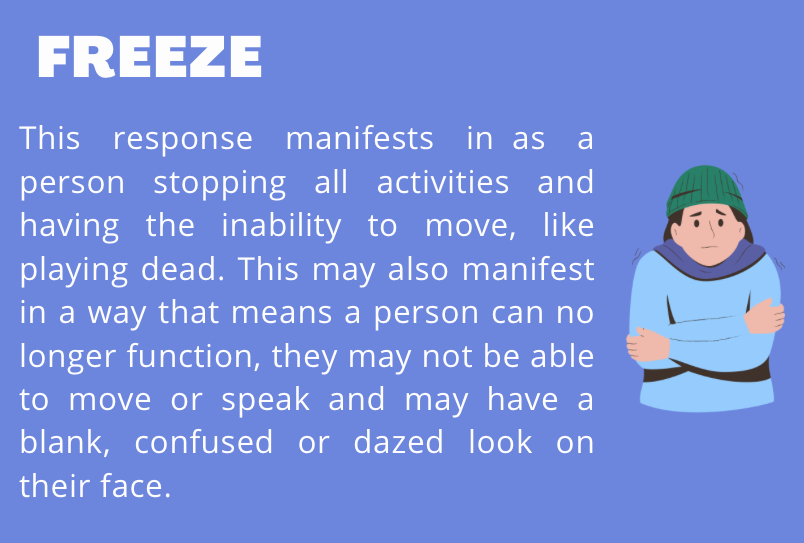 FREEZE
This response manifests in as a
person stopping all activities and
having the inability to move, like
playing dead. This may also manifest
in a way that means a person can no
longer function, they may not be able
to move or speak and may have a
blank, confused or dazed look on
their face.